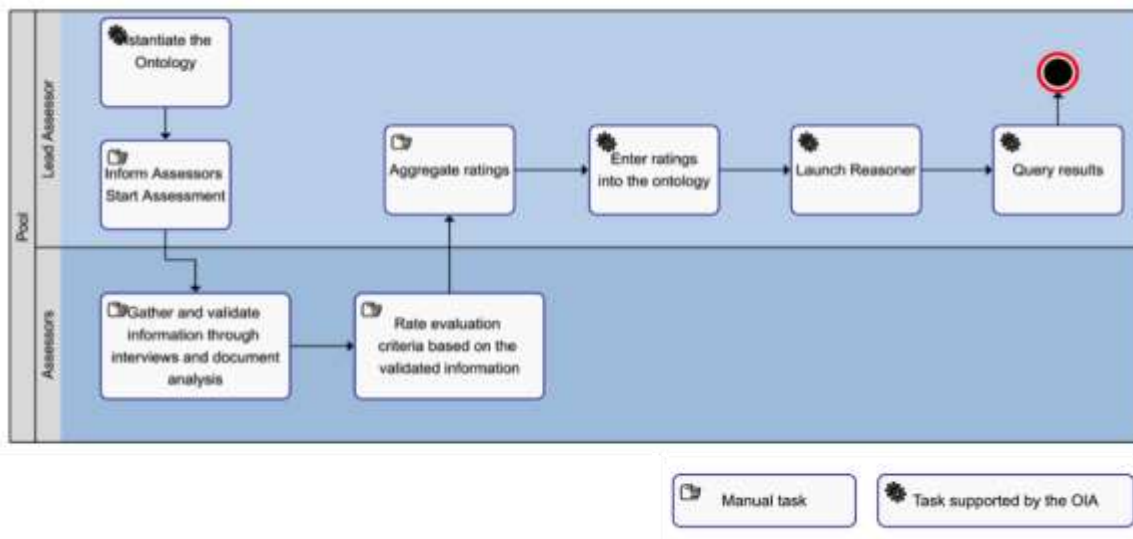 Pool
Lead Assessor
Instantiate the
Ontology
Inform Assessors
Start Assessment
Aggregate ratings
Enter ratings
into the ontology
Launch Reasoner
Query results
Assessors
Gather and validate
information through
interviews and document
analysis
Rate evaluation
criteria based on the
validated information
Manual task
Task supported by the OIA